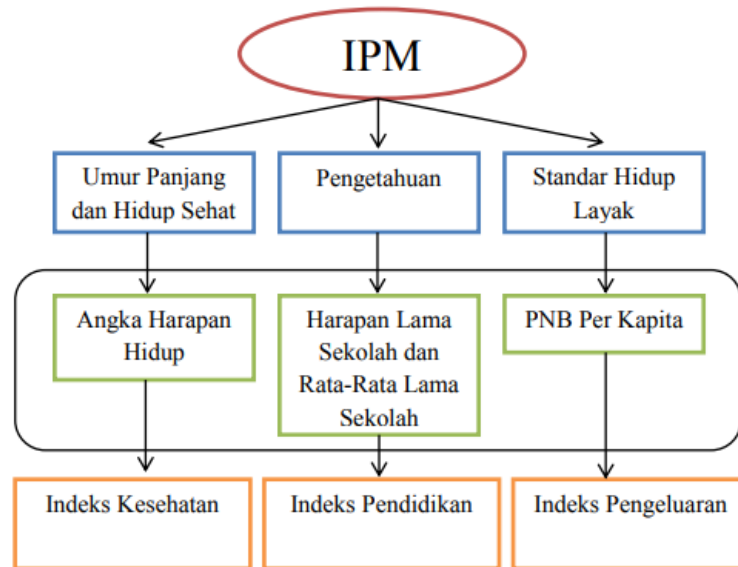 IPM
Umur Panjang
dan Hidup Sehat
Pengetahuan
Standar Hidup
Layak
Angka Harapan
Hidup
Harapan Lama
Sekolah dan
Rata-Rata Lama
Sekolah
PNB Per Kapita
Indeks Kesehatan
Indeks Pendidikan
Indeks Pengeluaran